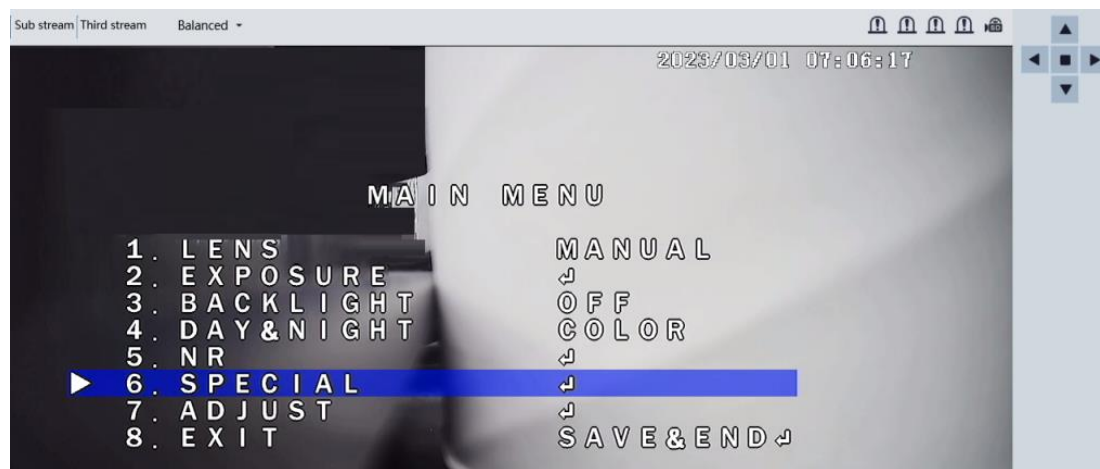 Sub stream Third stream Balanced
2023/03/01 07:06:17
MAIN MENU
1. LENS MANUAL
2. EXPOSURE ↲
3. BACKLIGHT OFF
4. DAY&NIGHT COLOR
5. NR ↲
6. SPECIAL ↲
7. ADJUST ↲
8. EXIT SAVE&END↲